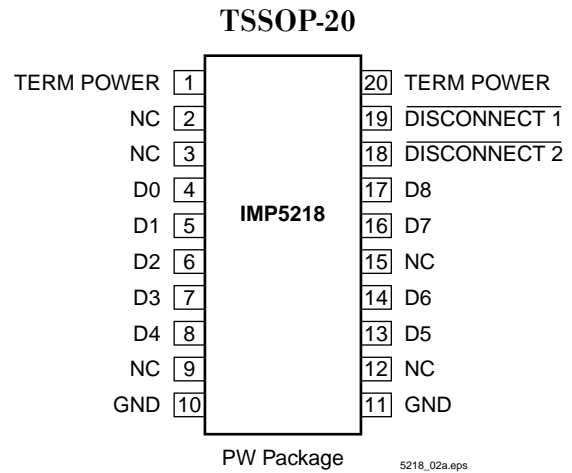 TSSOP-20
TERM POWER 1 20 TERM POWER
NC 2 19 DISCONNECT 1
NC 3 18 DISCONNECT 2
D0 4 17 D8
D1 5 IMP5218 16 D7
D2 6 15 NC
D3 7 14 D6
D4 8 13 D5
NC 9 12 NC
GND 10 11 GND
PW Package
5218_02a.eps